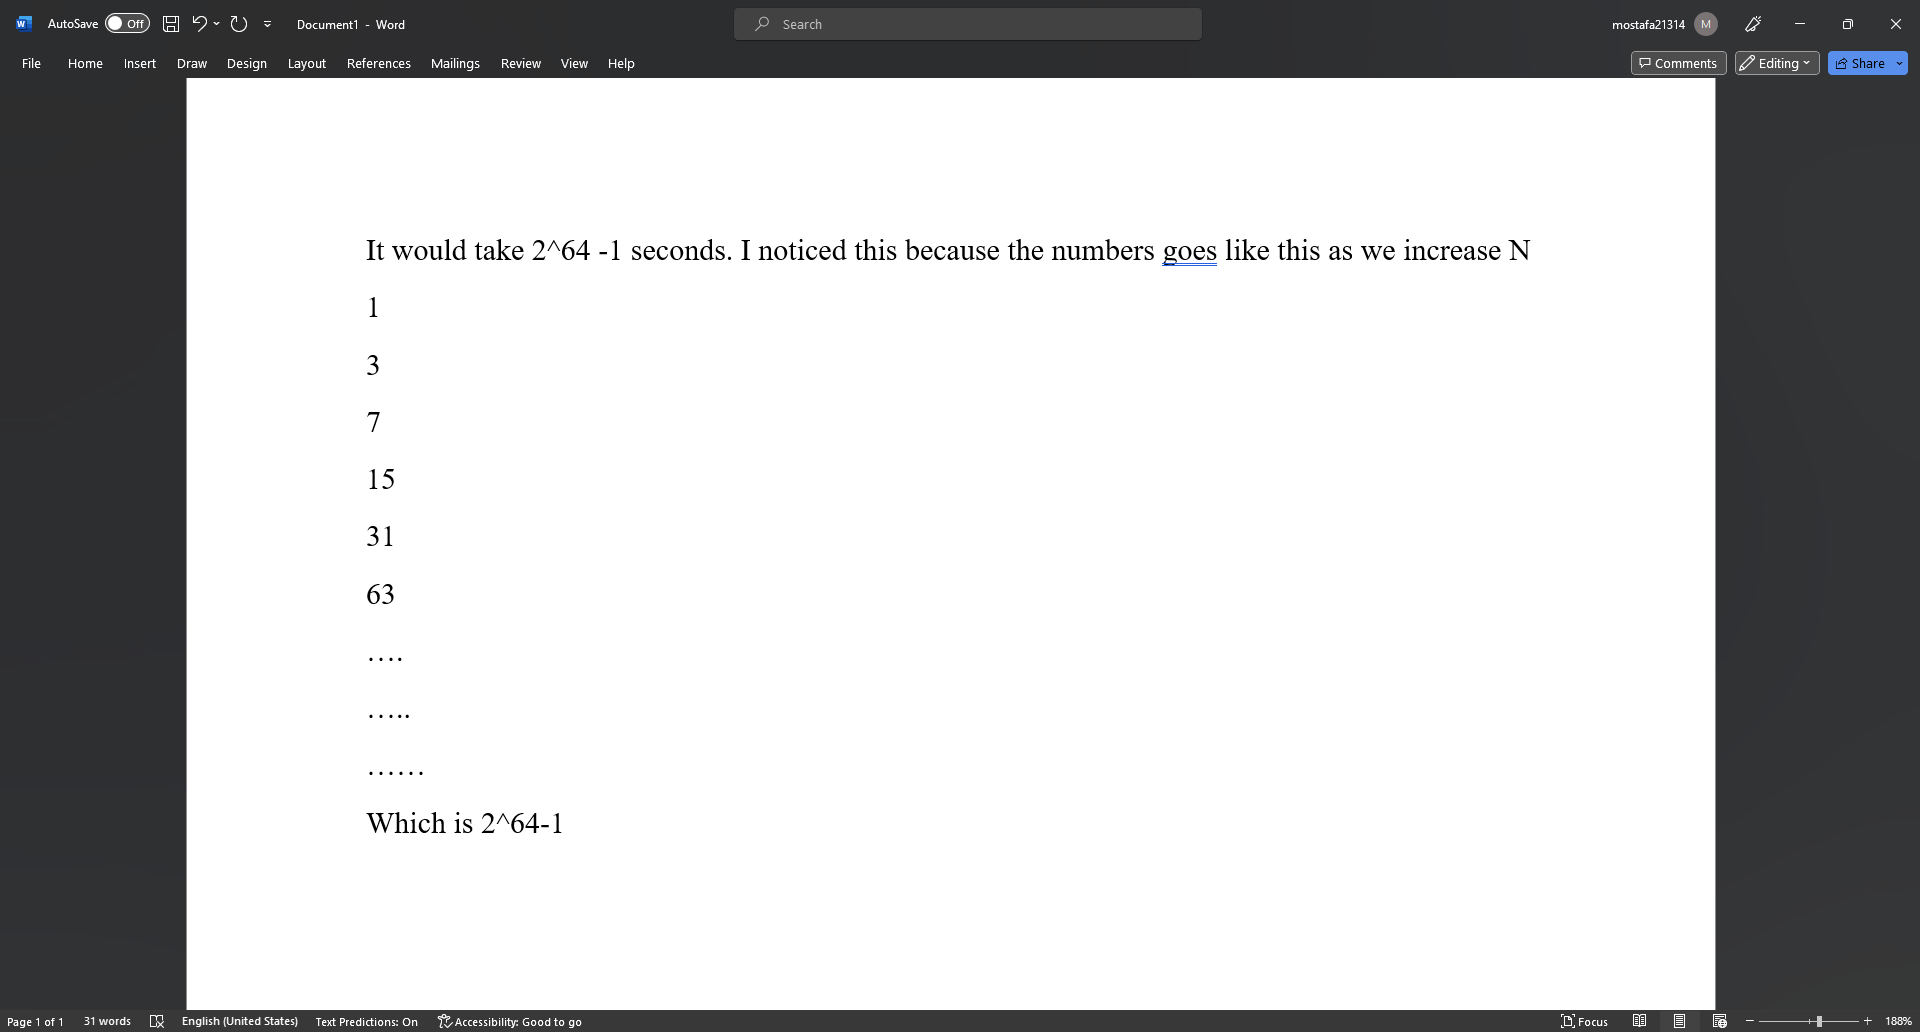 AutoSave Off Document1 - Word Search mostafa21314 M
File Home Insert Draw Design Layout References Mailings Review View Help Comments Editing Share
It would take 2^64 -1 seconds. I noticed this because the numbers goes like this as we increase N
1
3
7
15
31
63
….
…..
……
Which is 2^64-1
Page 1 of 1 31 words English (United States) Text Predictions: On Accessibility: Good to go Focus 188%